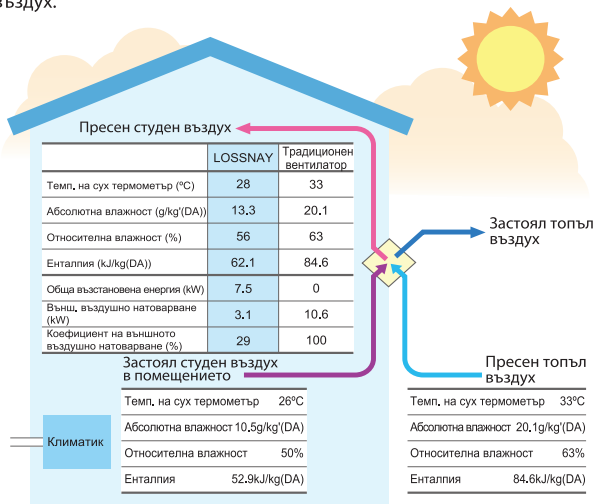 въздух.
Пресен студен въздух
LOSSNAY Традиционен вентилатор
Темп. на сух термометър (ºC) 28 33
Абсолютна влажност (g/kg'(DA)) 13.3 20.1
Относителна влажност (%) 56 63
Енталпия (kJ/kg(DA)) 62.1 84.6
Обща възстановена енергия (kW) 7.5 0
Външ. въздушно натоварване (kW) 3.1 10.6
Коефициент на външното въздушно натоварване (%) 29 100
Застоял топъл
въздух
Застоял студен въздух
в помещението
Темп. на сух термометър 26ºC
Абсолютна влажност 10.5g/kg'(DA)
Относителна влажност 50%
Енталпия 52.9kJ/kg(DA)
Климатик
Пресен топъл
въздух
Темп. на сух термометър 33ºC
Абсолютна влажност 20.1g/kg'(DA)
Относителна влажност 63%
Енталпия 84.6kJ/kg(DA)